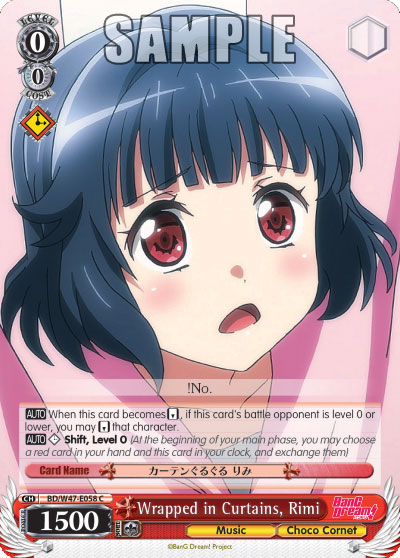 LEVEL
0
0
COST
SAMPLE
!No.
AUTO When this card becomes , if this card's battle opponent is level 0 or
lower, you may that character.
AUTO Shift, Level 0 (At the beginning of your main phase, you may choose
a red card in your hand and this card in your clock, and exchange them)
Card Name カーテンぐるぐる りみ
CH BD/W47-E058 C
1500
Wrapped in Curtains, Rimi
BanG Dream!
Music Choco Cornet
©BanG Dream! Project